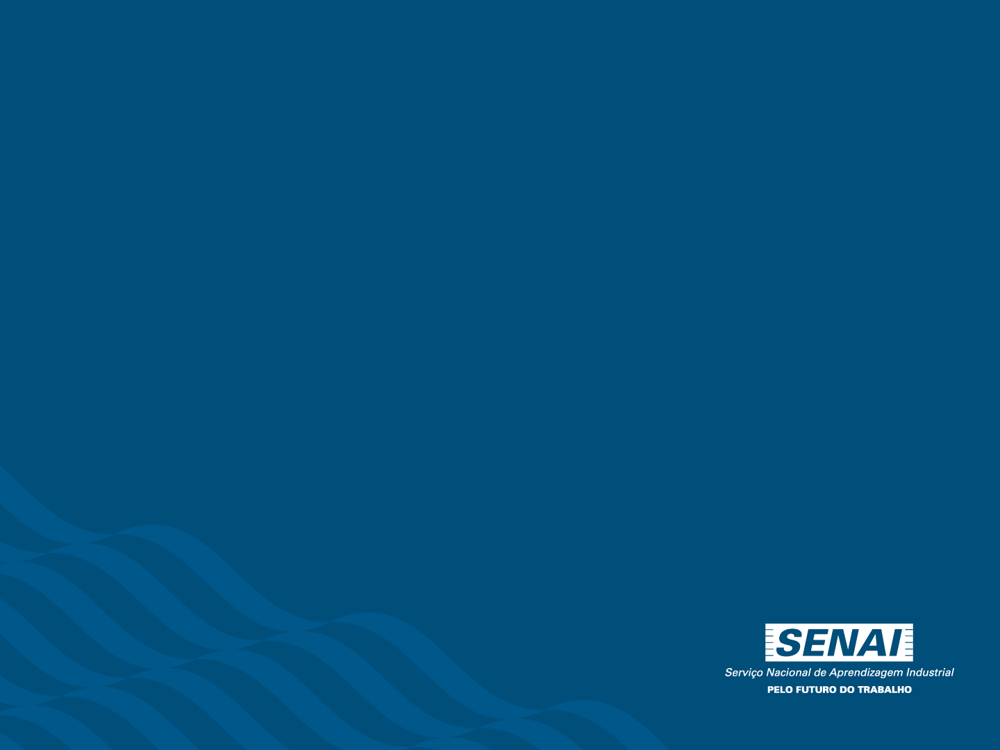 SENAI
Serviço Nacional de Aprendizagem Industrial
PELO FUTURO DO TRABALHO